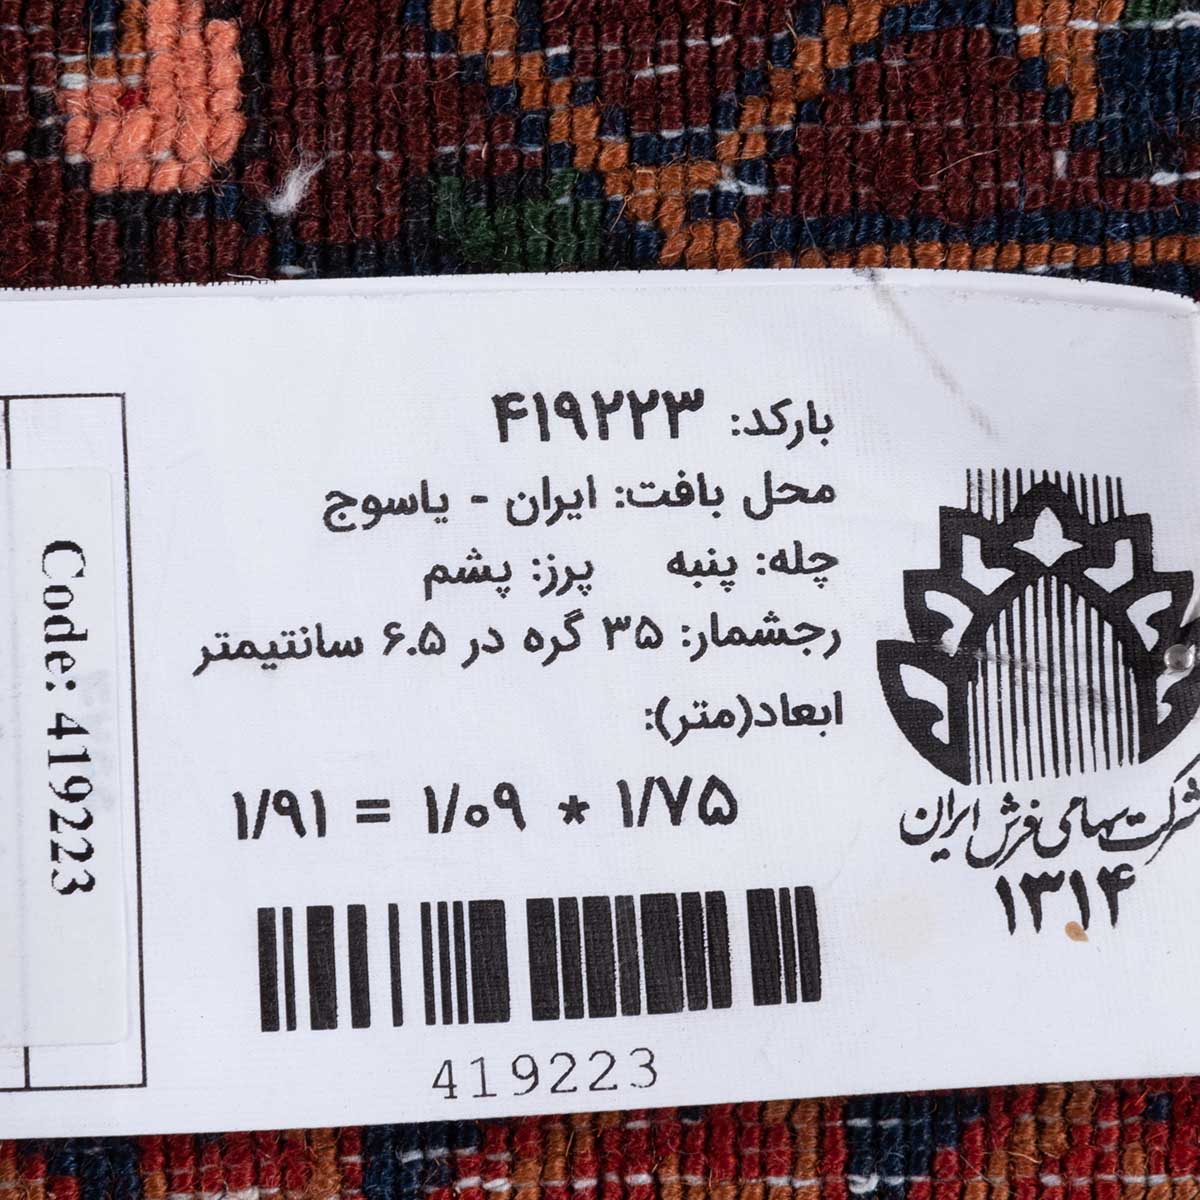 بارکد: ۴۱۹۲۲۳
محل بافت: ایران - یاسوج
چله: پنبه پرز: پشم
رجشمار: ۳۵ گره در ۶.۵ سانتیمتر
ابعاد(متر):
۱/۷۵ * ۱/۰۹ = ۱/۹۱
419223
شرکت سهامی فرش ایران
۱۳۱۴
Code: 419223